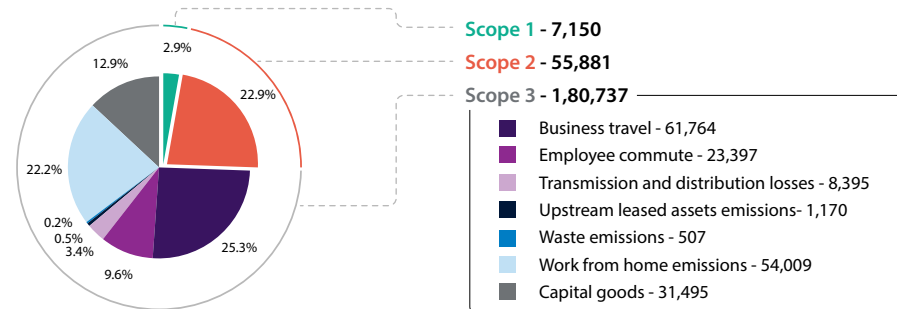 Scope 1 - 7,150
Scope 2 - 55,881
Scope 3 - 1,80,737
Business travel - 61,764
Employee commute - 23,397
Transmission and distribution losses - 8,395
Upstream leased assets emissions- 1,170
Waste emissions - 507
Work from home emissions - 54,009
Capital goods - 31,495
2.9%
22.9%
25.3%
9.6%
3.4%
0.5%
0.2%
22.2%
12.9%